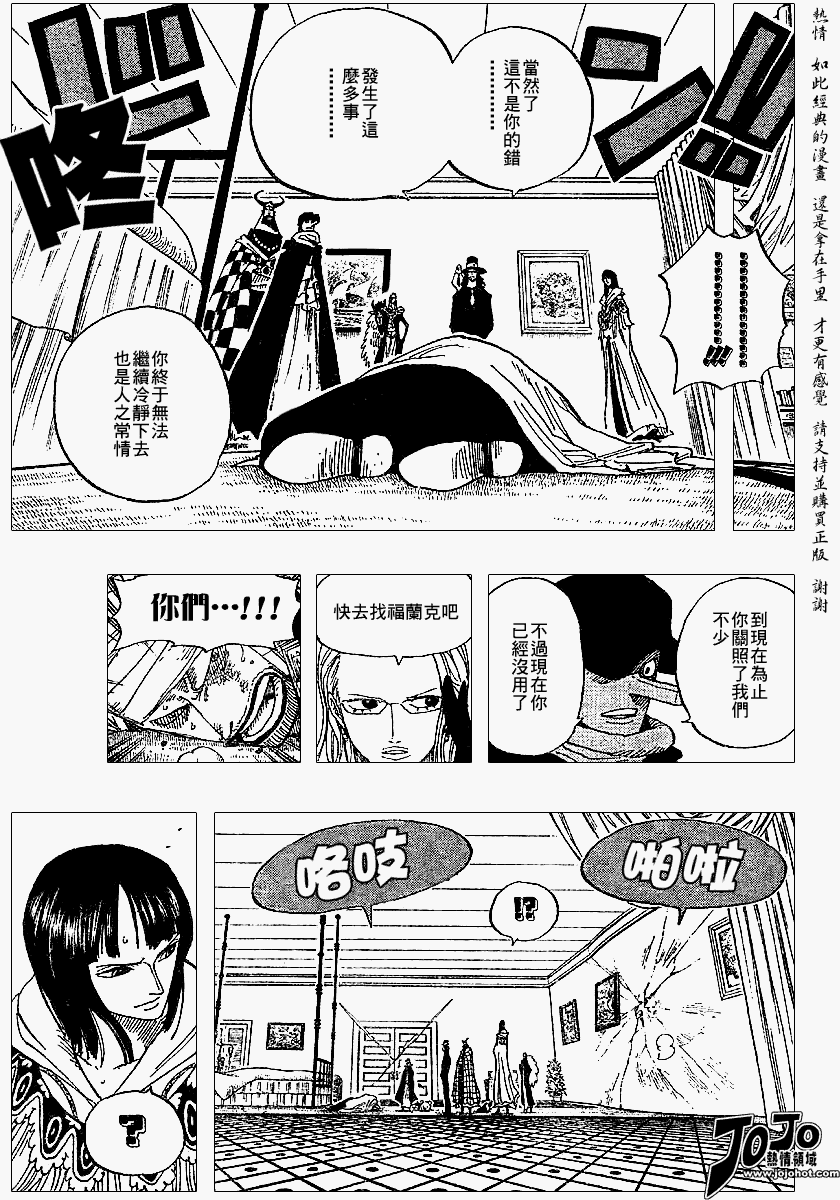 熱情　如此經典的漫畫　還是拿在手里　才更有感覺　請支持並購買正版　謝謝
‥‥‥‥‥‥
‥‥‥‥!!!
當然了
這不是你的錯
‥‥‥‥
發生了這
麼多事
‥‥‥‥
咚
你終于無法
繼續冷靜下去
也是人之常情
到現在為止
你關照了我們
不少
不過現在你
已經沒用了
快去找福蘭克吧
你們…!!!
啪啦
!?
咯吱
?
JOJO
熱情領域
www.jojohot.com